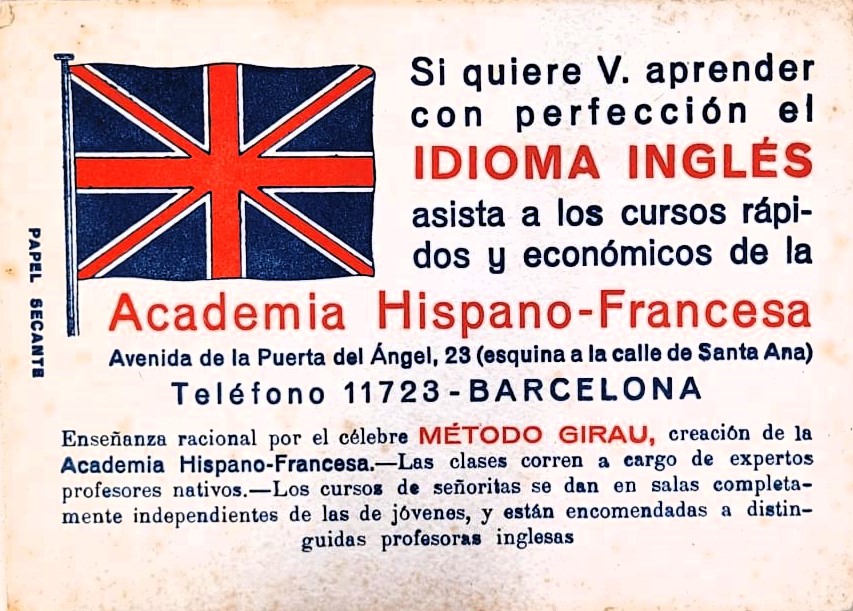 Si quiere V. aprender
con perfección el
IDIOMA INGLÉS
asista a los cursos rápi-
dos y económicos de la
Academia Hispano-Francesa
Avenida de la Puerta del Ángel, 23 (esquina a la calle de Santa Ana)
Teléfono 11723 - BARCELONA
Enseñanza racional por el célebre MÉTODO GIRAU, creación de la
Academia Hispano-Francesa.—Las clases corren a cargo de expertos
profesores nativos.—Los cursos de señoritas se dan en salas completa-
mente independientes de las de jóvenes, y están encomendadas a distin-
guidas profesoras inglesas
PAPEL SECANTE